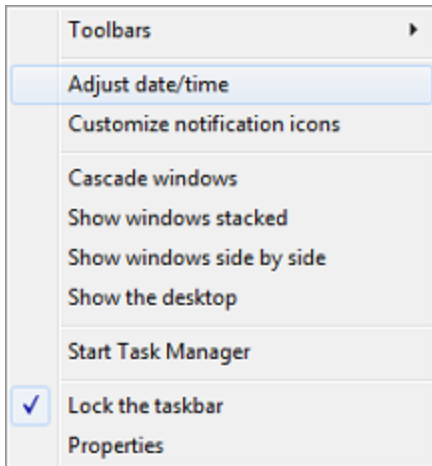 Toolbars
Adjust date/time
Customize notification icons
Cascade windows
Show windows stacked
Show windows side by side
Show the desktop
Start Task Manager
Lock the taskbar
Properties